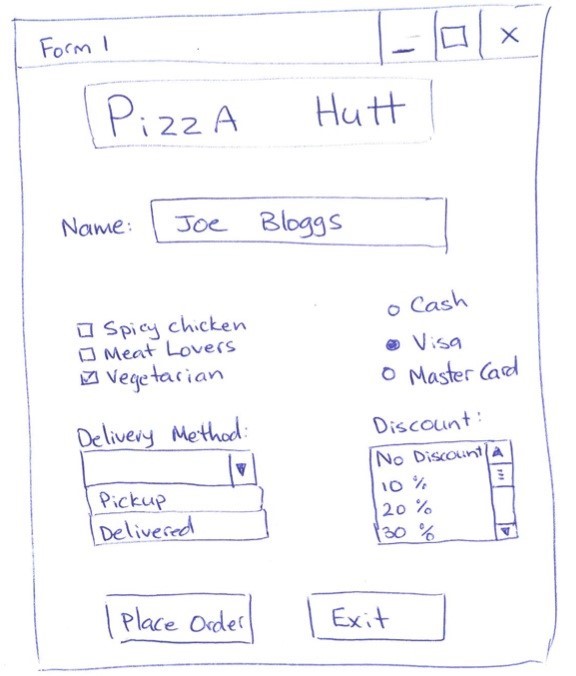 Form 1
PizzA Hutt
Name: Joe Bloggs
Spicy chicken
Meat Lovers
Vegetarian
Cash
Visa
Master Card
Delivery Method:
Pickup
Delivered
Discount:
No Discount
10 %
20 %
30 %
Place Order
Exit